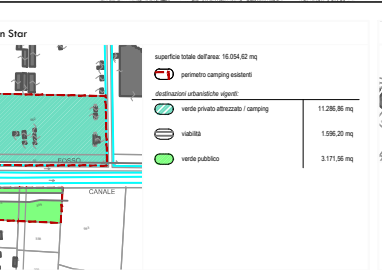 n Star
superficie totale dell'area: 16.054,62 mq
perimetro camping esistenti
destinazioni urbanistiche vigenti:
verde privato attrezzato / camping 11.286,86 mq
viabilità 1.596,20 mq
verde pubblico 3.171,56 mq
FOSSO
CANALE